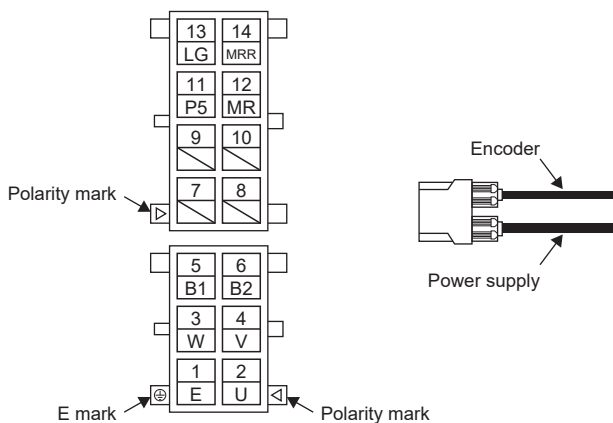 13 14
LG MRR
11 12
P5 MR
9 10
Polarity mark
7 8
5 6
B1 B2
3 4
W V
1 2
E U
E mark
Polarity mark
Encoder
Power supply